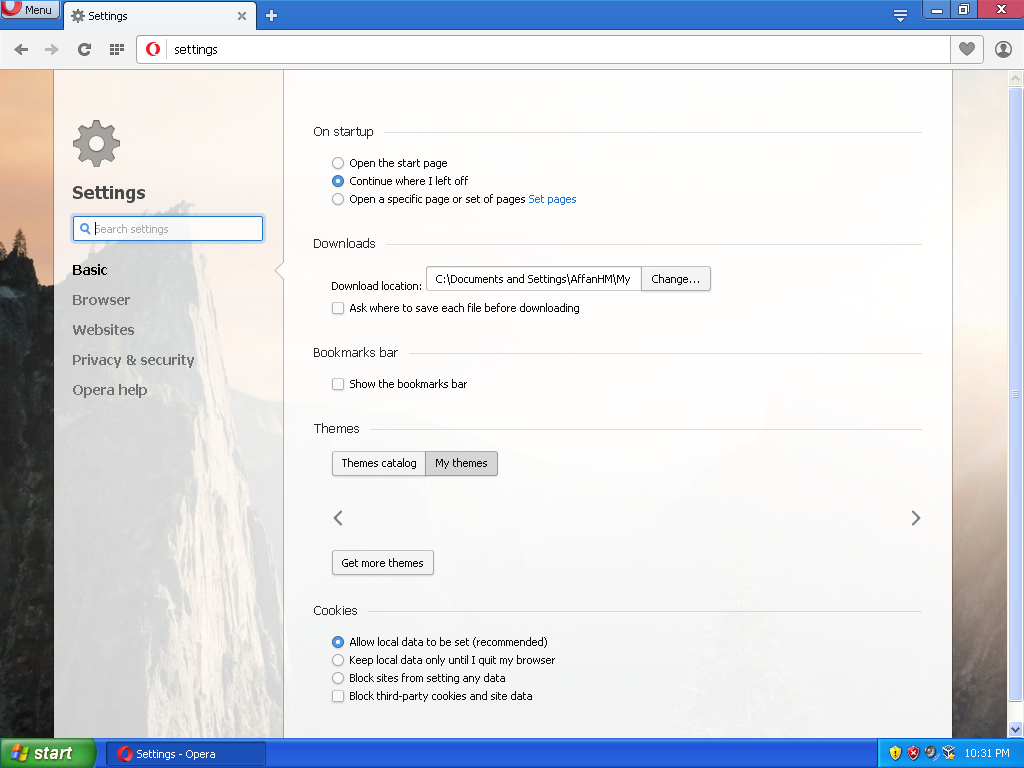 Menu
Settings
settings
Settings
Search settings
Basic
Browser
Websites
Privacy & security
Opera help
On startup
Open the start page
Continue where I left off
Open a specific page or set of pages Set pages
Downloads
Download location: C:\Documents and Settings\AffanHM\My Change...
Ask where to save each file before downloading
Bookmarks bar
Show the bookmarks bar
Themes
Themes catalog My themes
Get more themes
Cookies
Allow local data to be set (recommended)
Keep local data only until I quit my browser
Block sites from setting any data
Block third-party cookies and site data
start Settings - Opera 10:31 PM